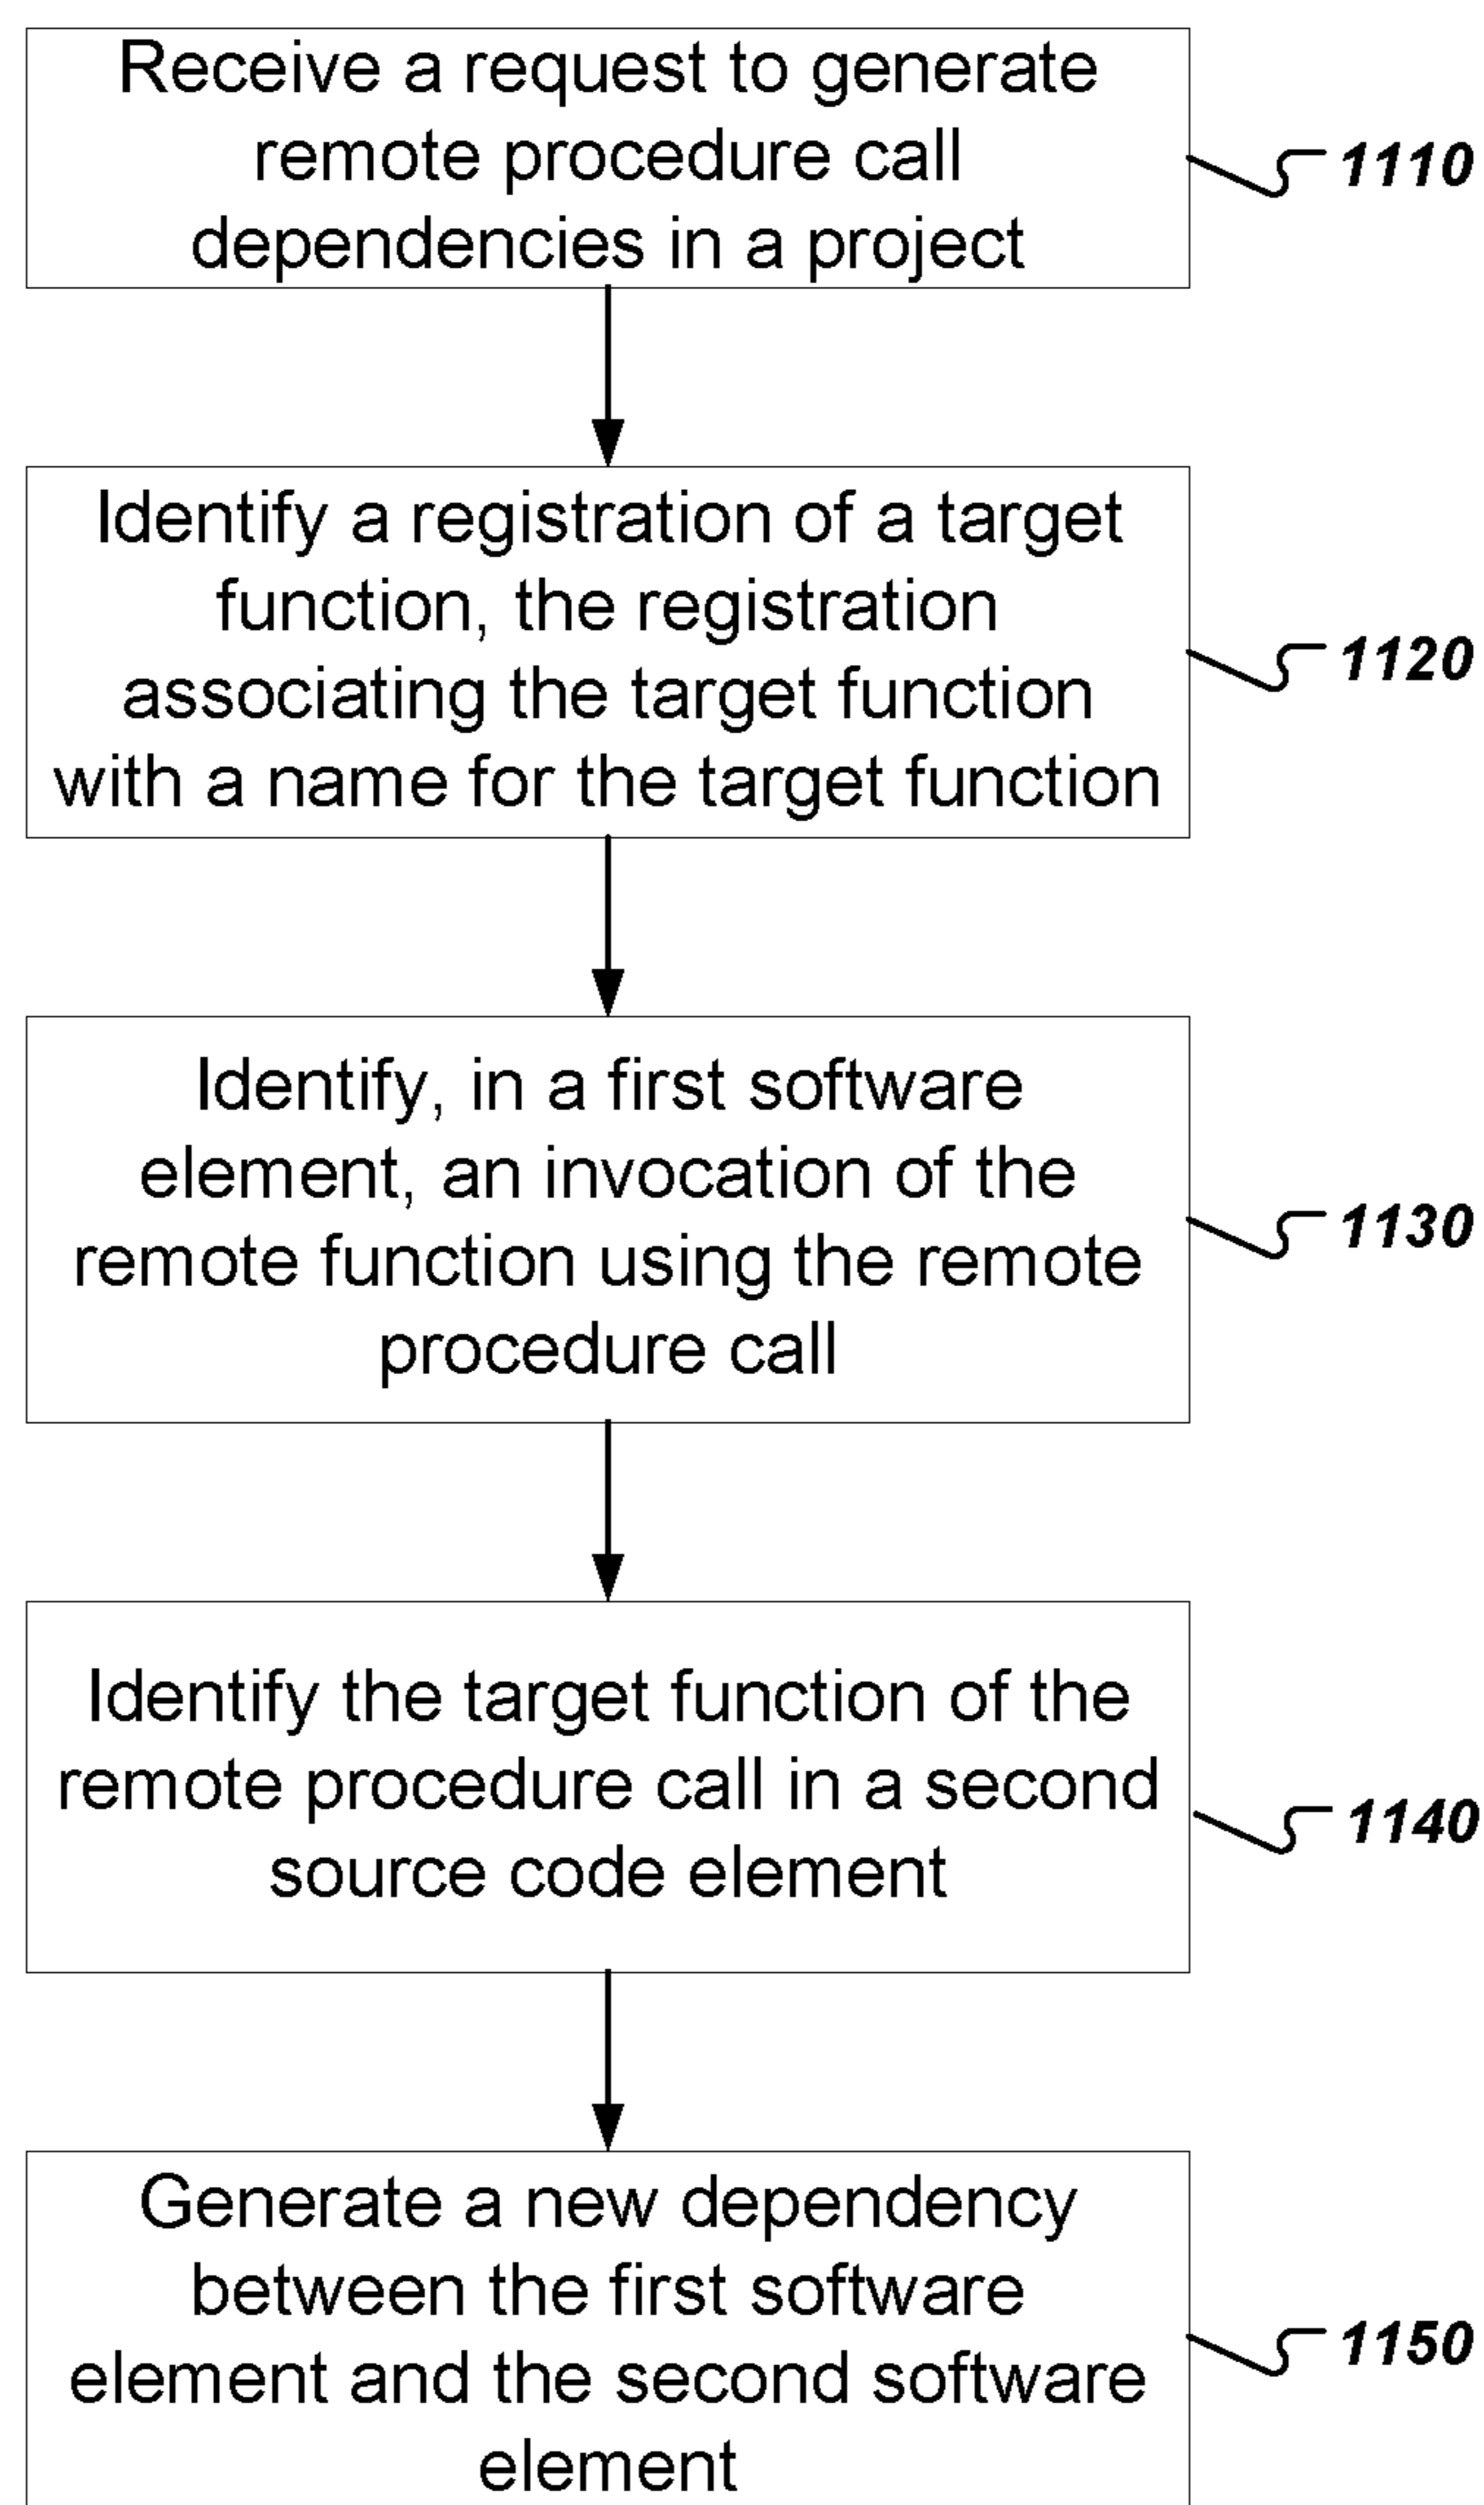 Receive a request to generate
remote procedure call
dependencies in a project
1110
Identify a registration of a target
function, the registration
associating the target function
with a name for the target function
1120
Identify, in a first software
element, an invocation of the
remote function using the remote
procedure call
1130
Identify the target function of the
remote procedure call in a second
source code element
1140
Generate a new dependency
between the first software
element and the second software
element
1150